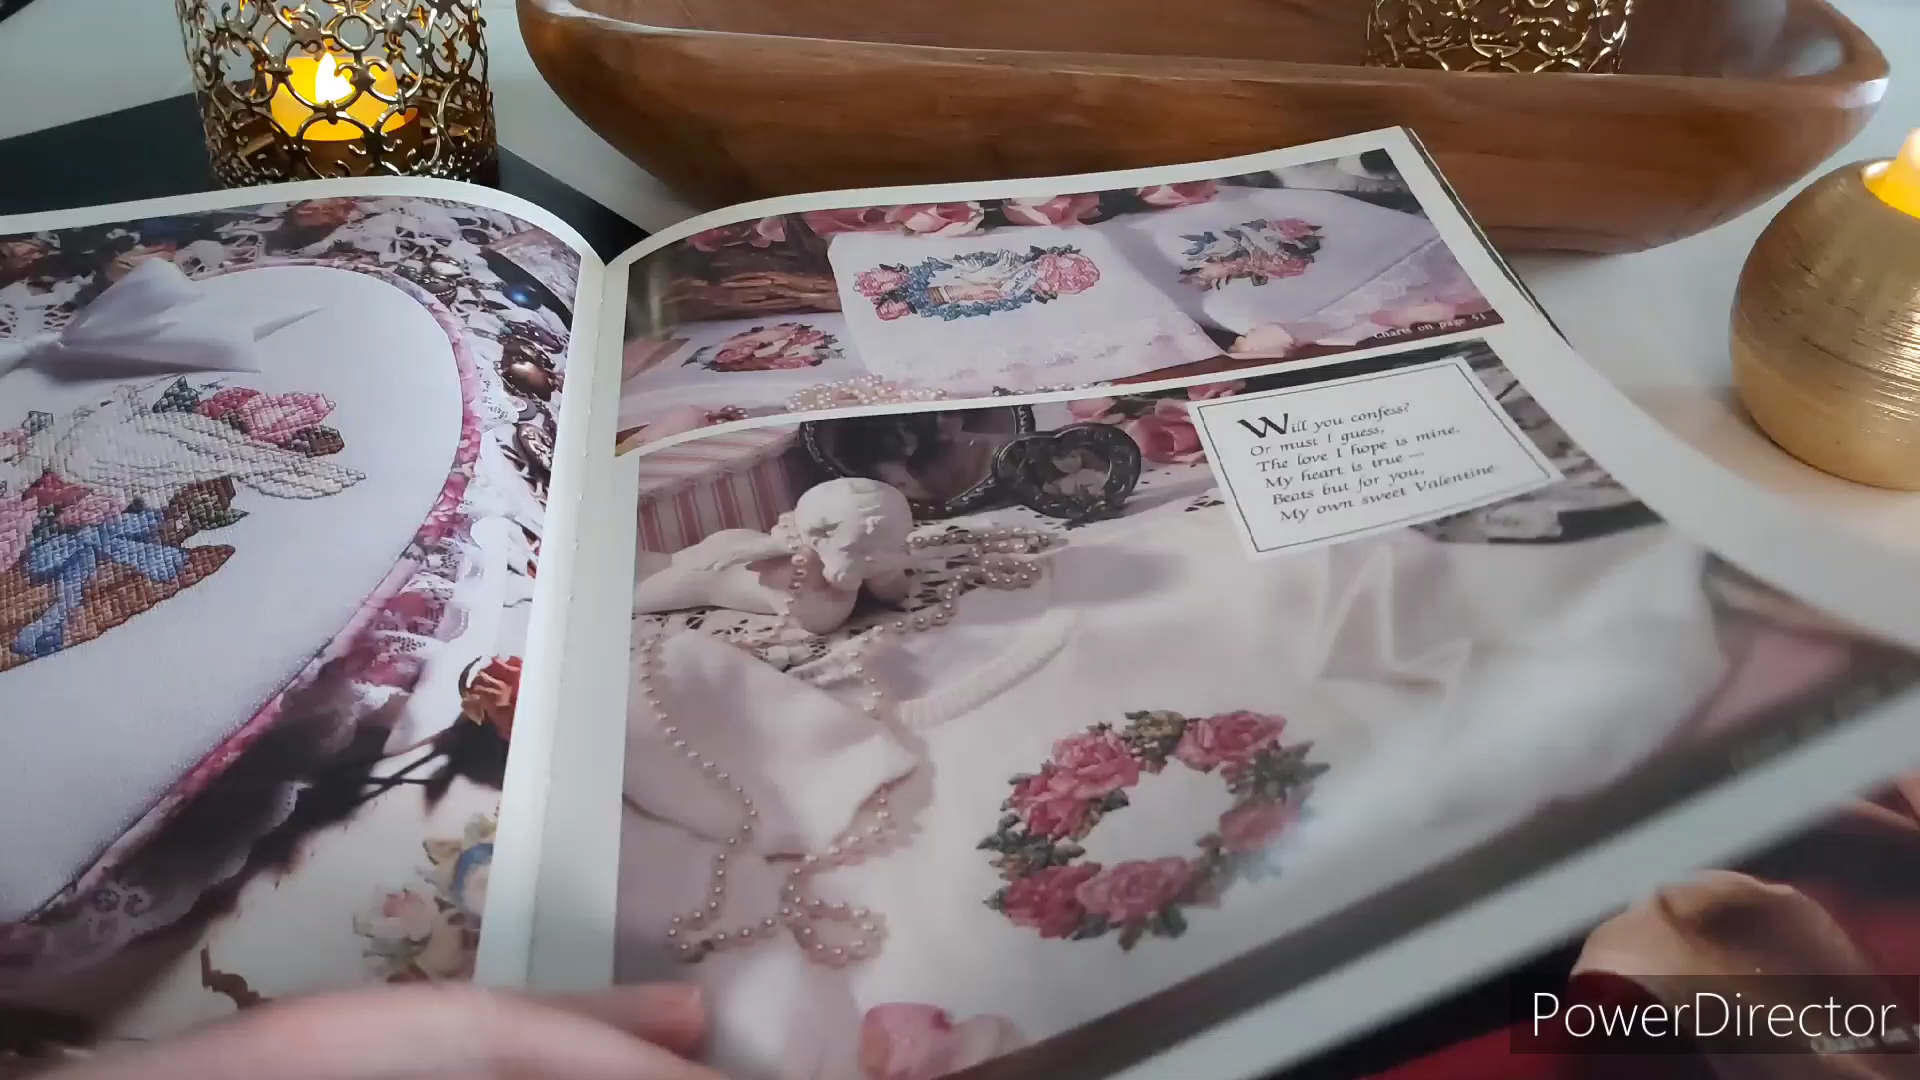 Charts on page 51
Will you confess?
Or must I guess,
The love I hope is mine.
My heart is true —
Beats but for you,
My own sweet Valentine.
PowerDirector